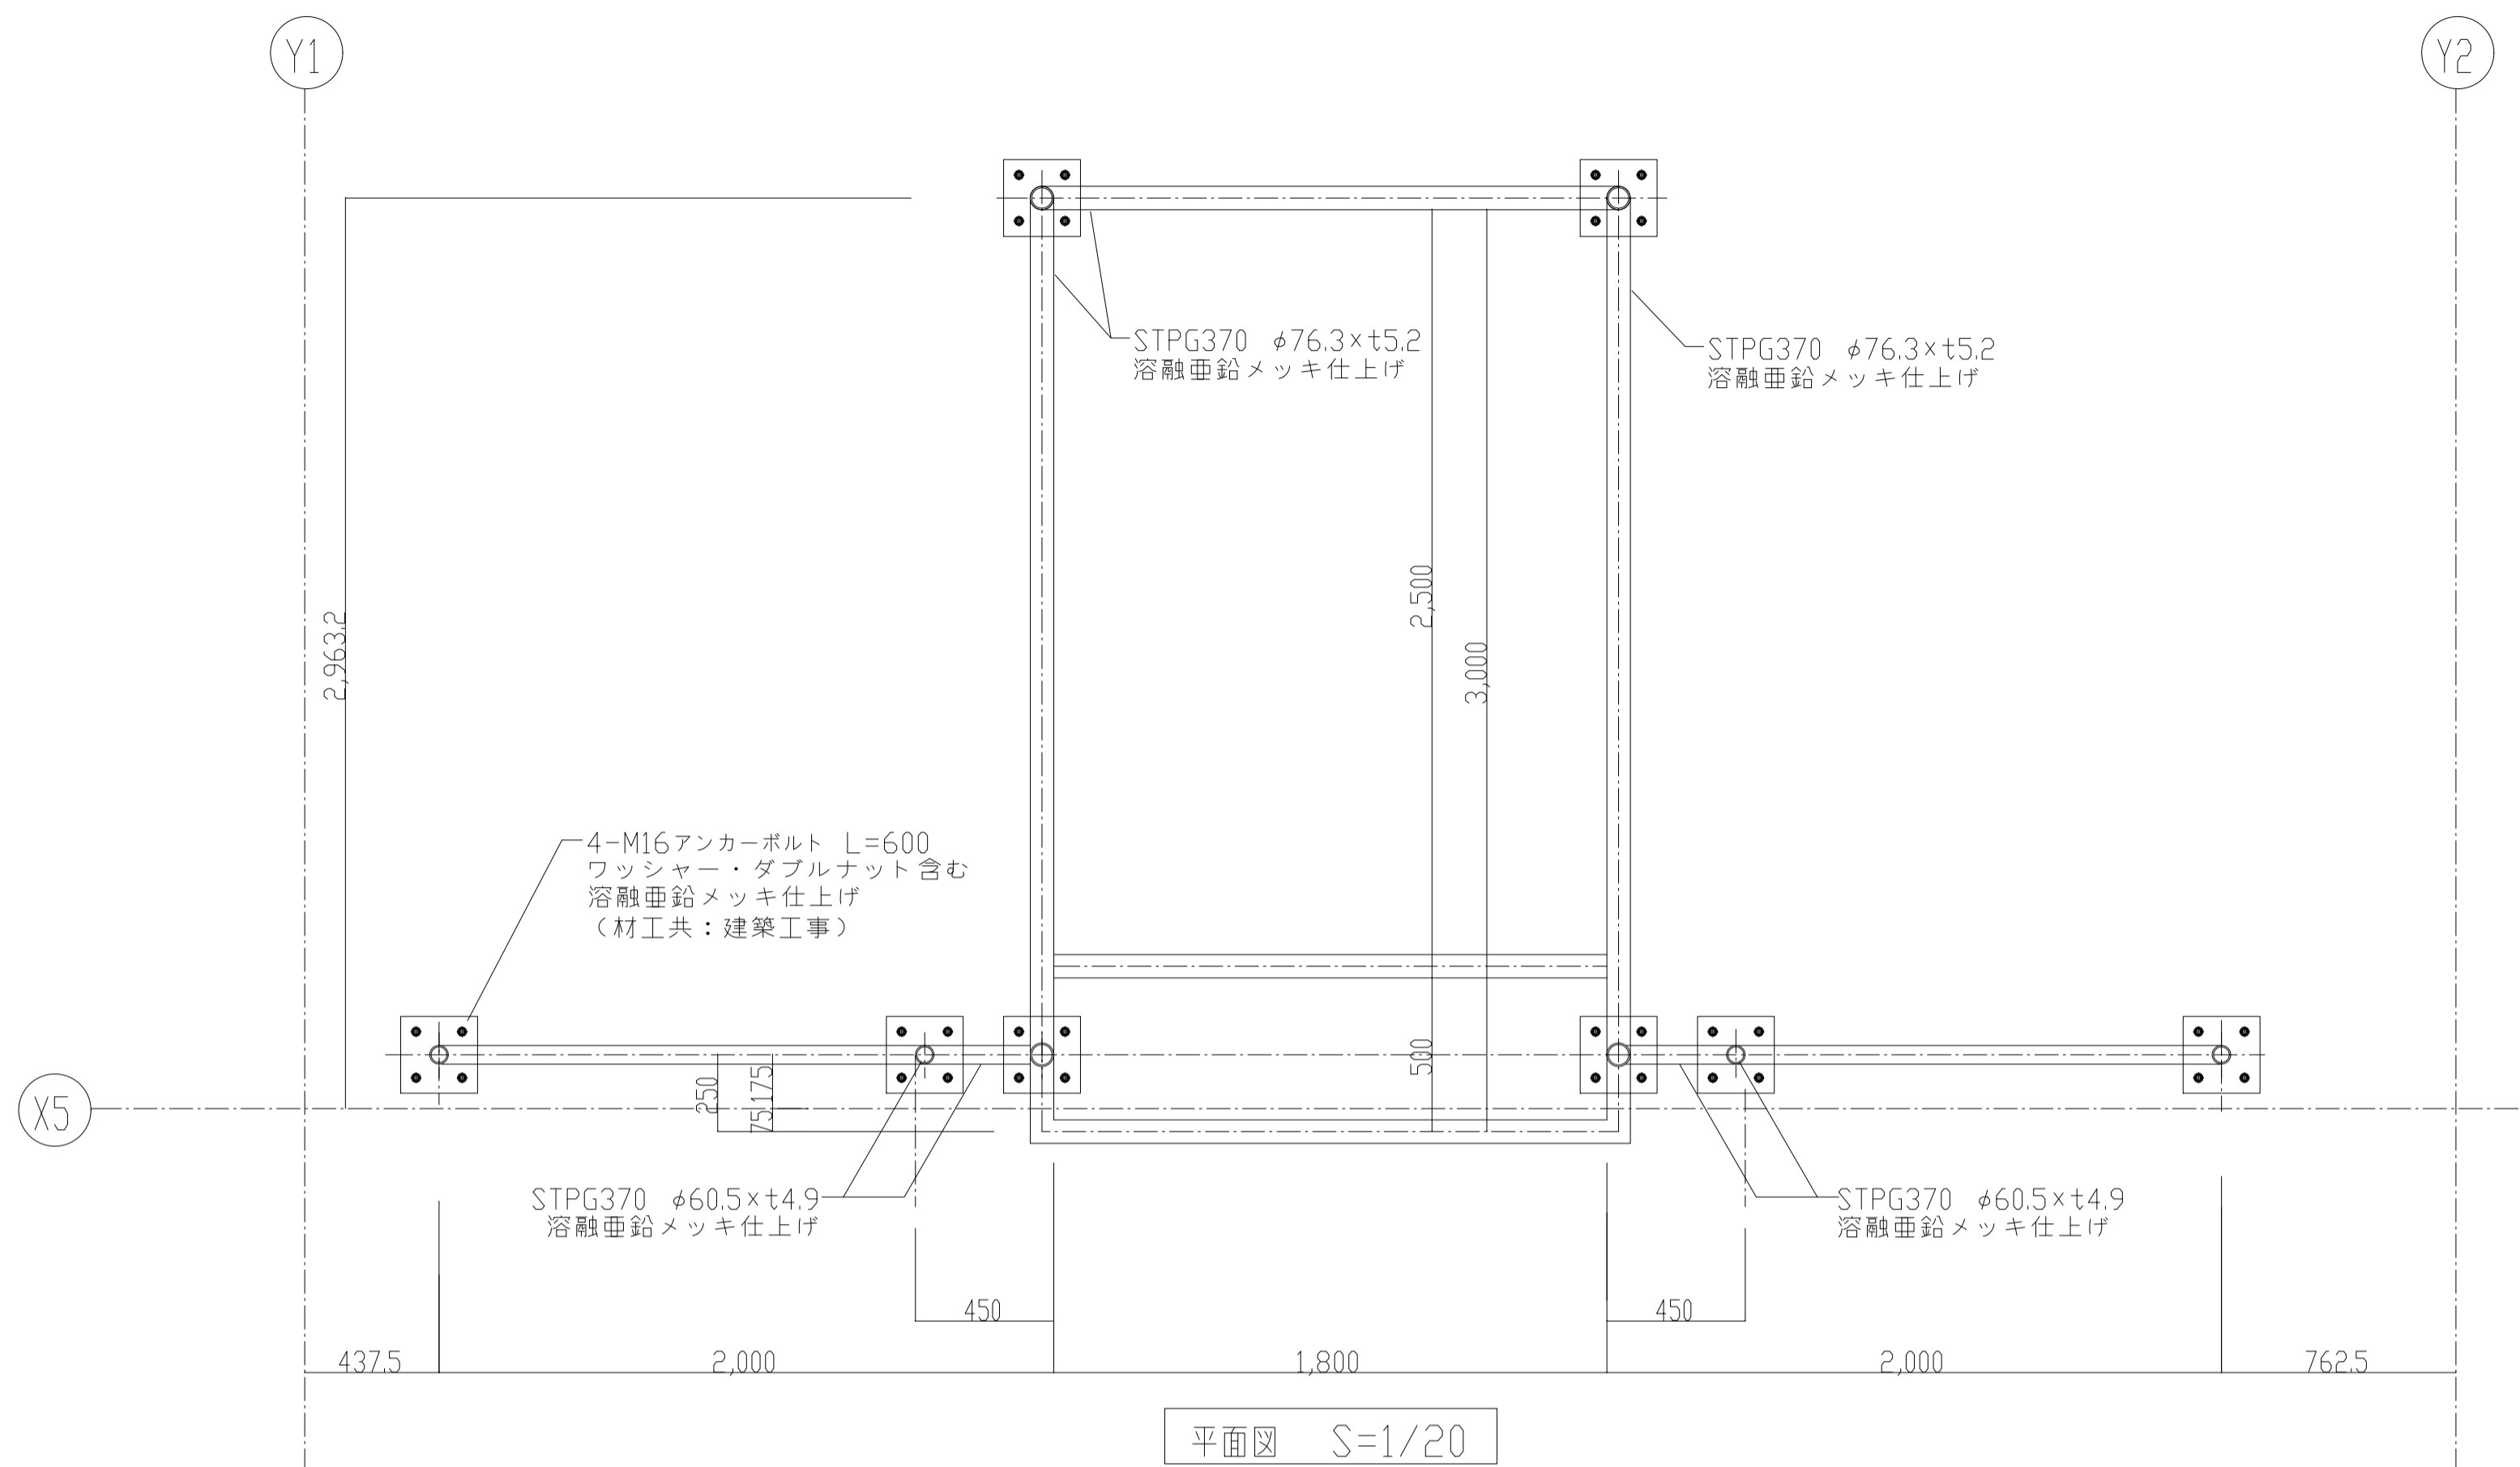 Y1
Y2
STPG370 φ76.3×t5.2
溶融亜鉛メッキ仕上げ
STPG370 φ76.3×t5.2
溶融亜鉛メッキ仕上げ
2,500
2,963.2
3,000
4-M16アンカーボルト L=600
ワッシャー・ダブルナット含む
溶融亜鉛メッキ仕上げ
(材工共:建築工事)
500
250
75.175
X5
STPG370 φ60.5×t4.9
溶融亜鉛メッキ仕上げ
STPG370 φ60.5×t4.9
溶融亜鉛メッキ仕上げ
450
450
437.5
2,000
1,800
2,000
762.5
平面図 S=1/20